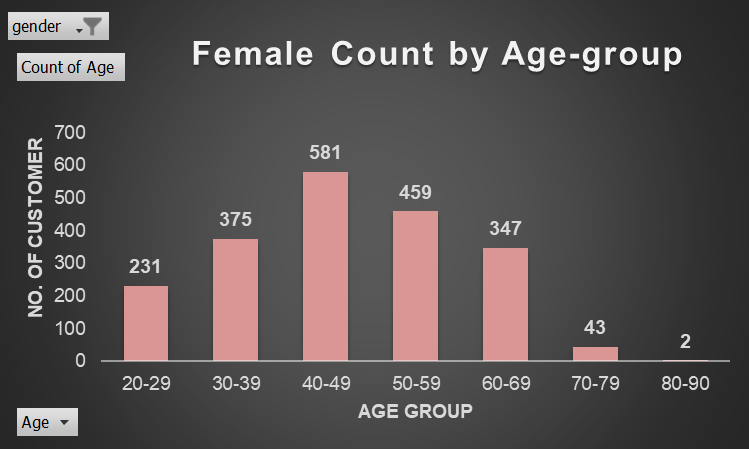 gender
Count of Age
Female Count by Age-group
NO. OF CUSTOMER
700
600
500
400
300
200
100
0
231
375
581
459
347
43
2
20-29 30-39 40-49 50-59 60-69 70-79 80-90
AGE GROUP
Age